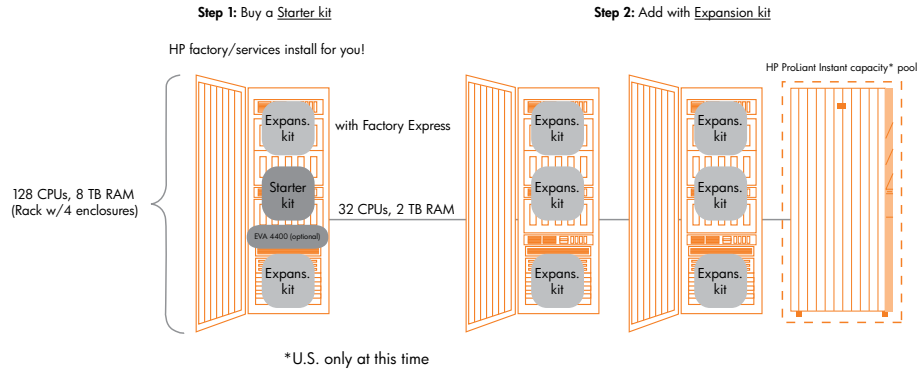 Step 1: Buy a Starter kit
Step 2: Add with Expansion kit
HP factory/services install for you!
HP ProLiant Instant capacity* pool
Expans.
kit
with Factory Express
Starter
kit
EVA 4400 (optional)
Expans.
kit
128 CPUs, 8 TB RAM
(Rack w/4 enclosures)
32 CPUs, 2 TB RAM
Expans.
kit
Expans.
kit
Expans.
kit
Expans.
kit
Expans.
kit
Expans.
kit
*U.S. only at this time